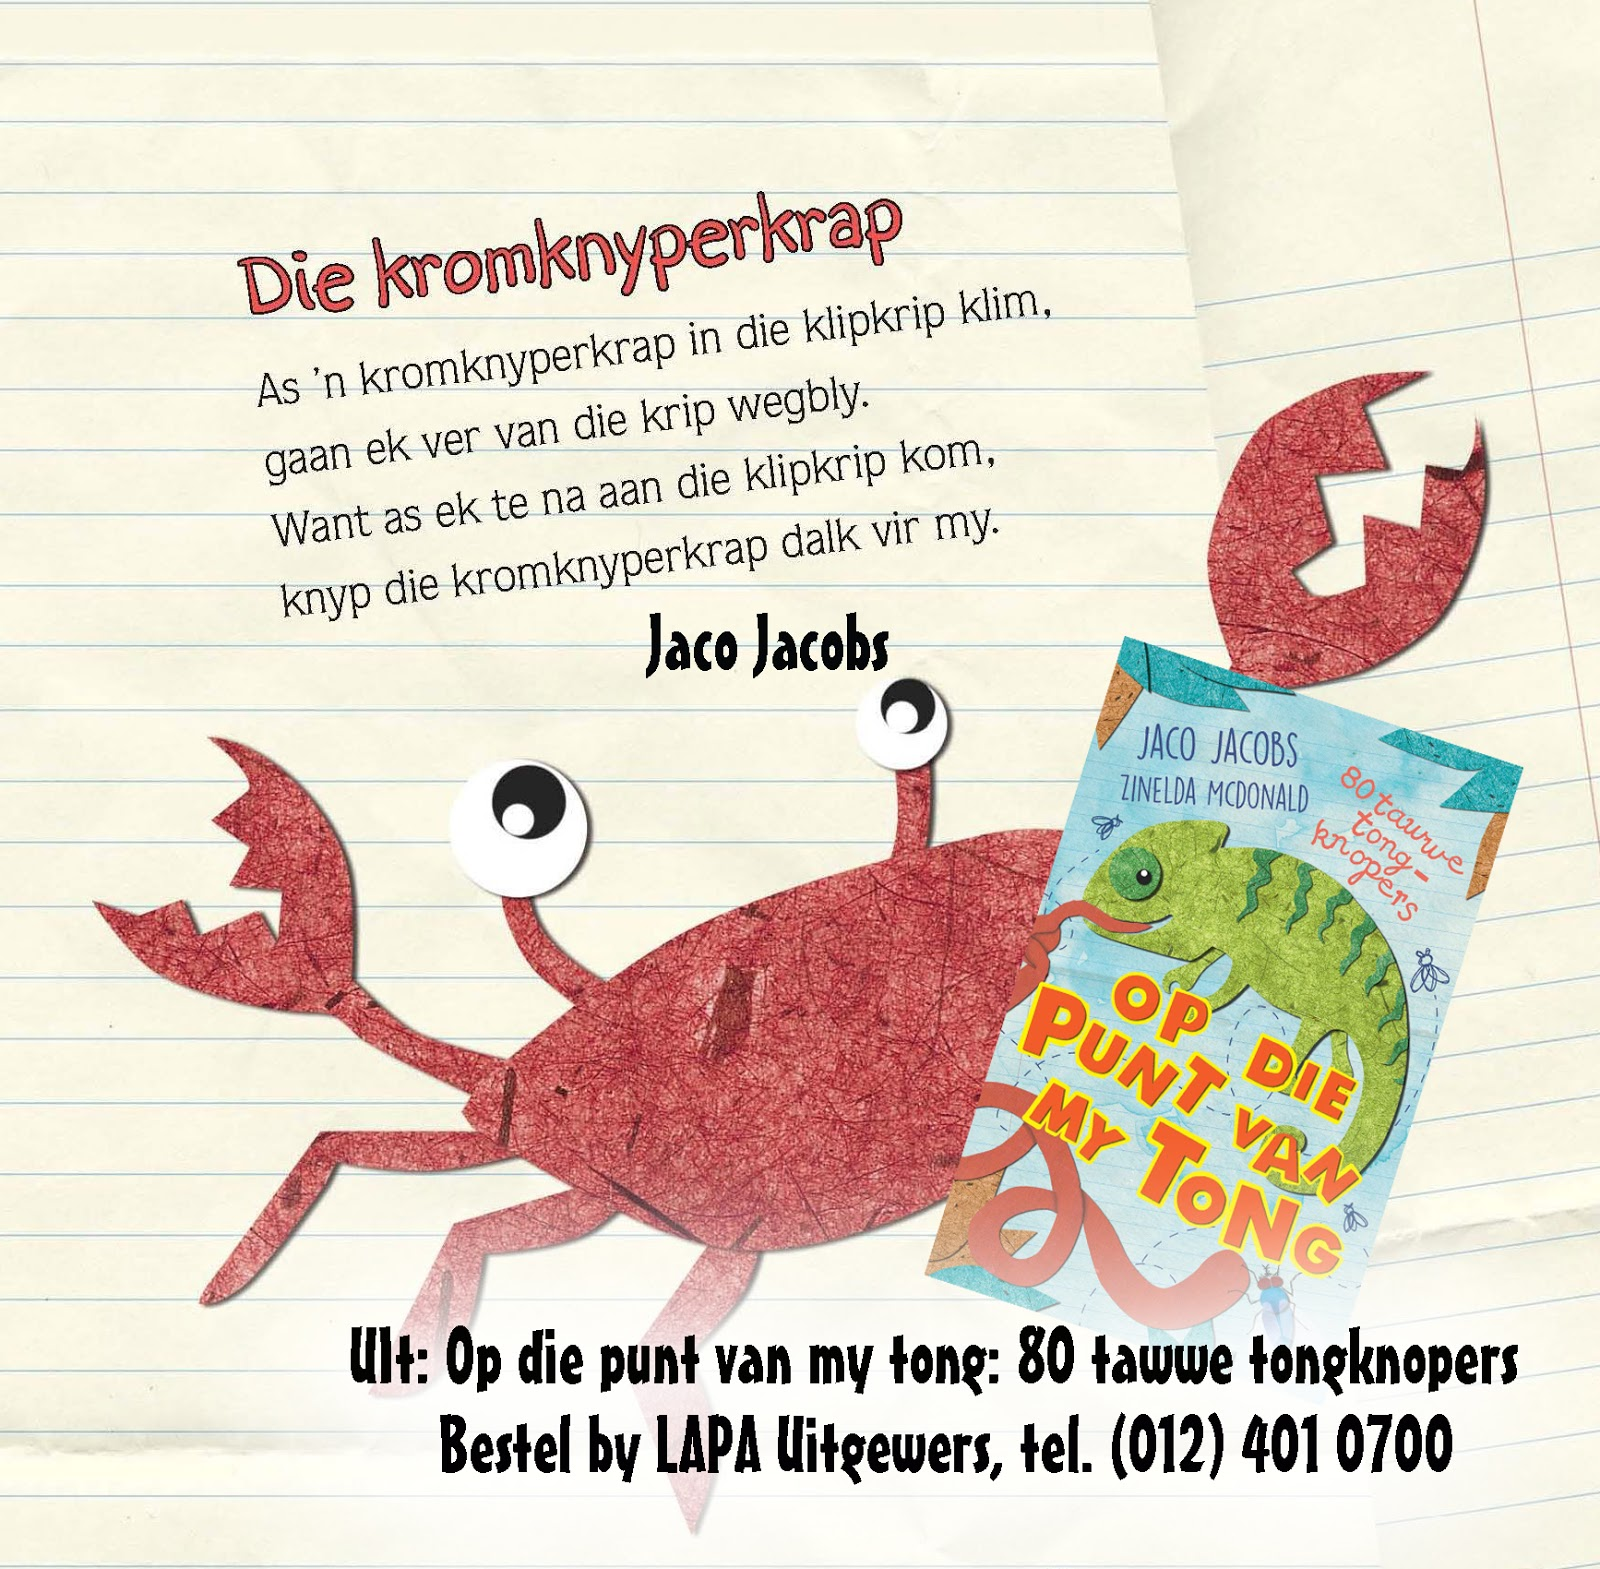 Die kromknyperkrap
As 'n kromknyperkrap in die klipkrip klim,
gaan ek ver van die krip wegbly.
Want as ek te na aan die klipkrip kom,
knyp die kromknyperkrap dalk vir my.
Jaco Jacobs
JACO JACOBS
ZINELDA MCDONALD
80 taurwe
tong-
knopers
OP DIE
PUNT VAN
MY TONG
UIt: Op die punt van my tong: 80 tawwe tongknopers
Bestel by LAPA Uitgewers, tel. (012) 401 0700